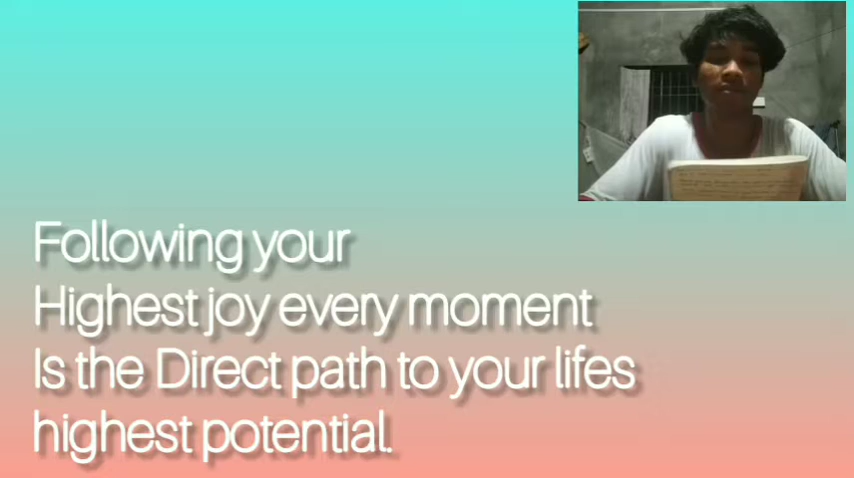 Following your
Highest joy every moment
Is the Direct path to your lifes
highest potential.